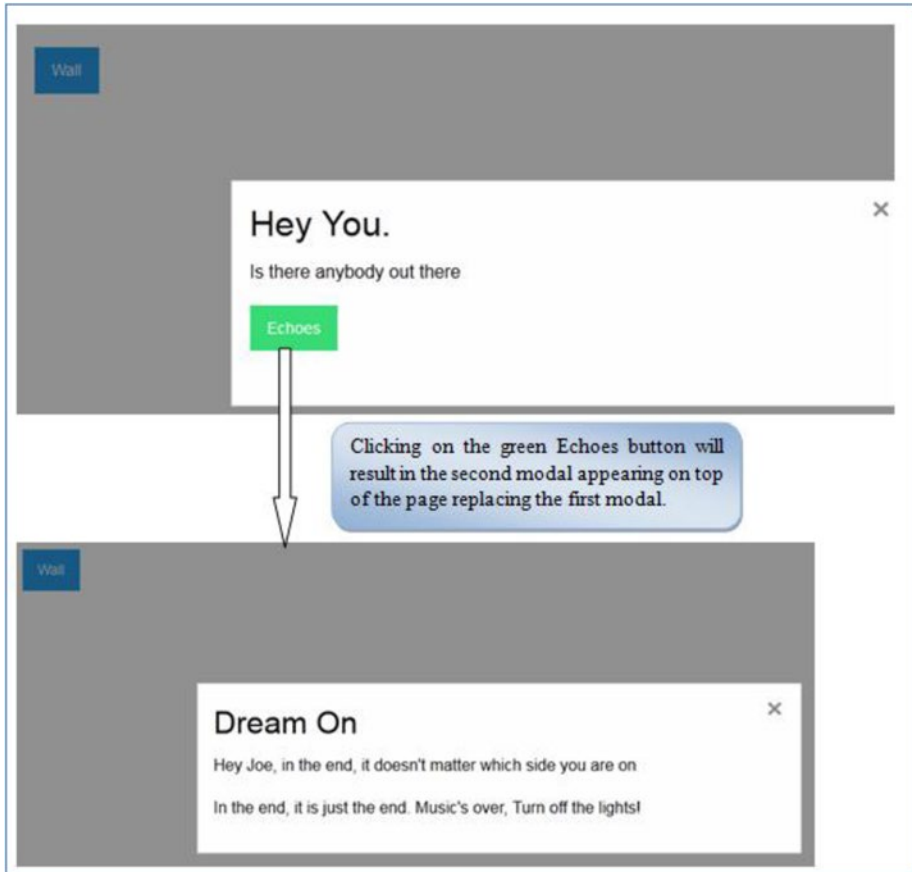 Wall
Hey You.
×
Is there anybody out there
Echoes
Clicking on the green Echoes button will
result in the second modal appearing on top
of the page replacing the first modal.
Wall
Dream On
×
Hey Joe, in the end, it doesn't matter which side you are on
In the end, it is just the end. Music's over, Turn off the lights!